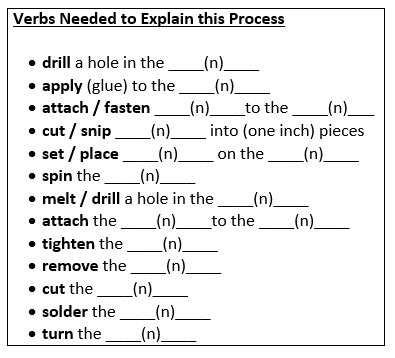 Verbs Needed to Explain this Process
• drill a hole in the ____(n)____
• apply (glue) to the ____(n)____
• attach / fasten ____(n)____to the ____(n)___
• cut / snip ____(n)____ into (one inch) pieces
• set / place ____(n)____ on the ____(n)____
• spin the ____(n)____
• melt / drill a hole in the ____(n)____
• attach the ____(n)____to the ____(n)____
• tighten the ____(n)____
• remove the ____(n)____
• cut the ____(n)____
• solder the ____(n)____
• turn the ____(n)____